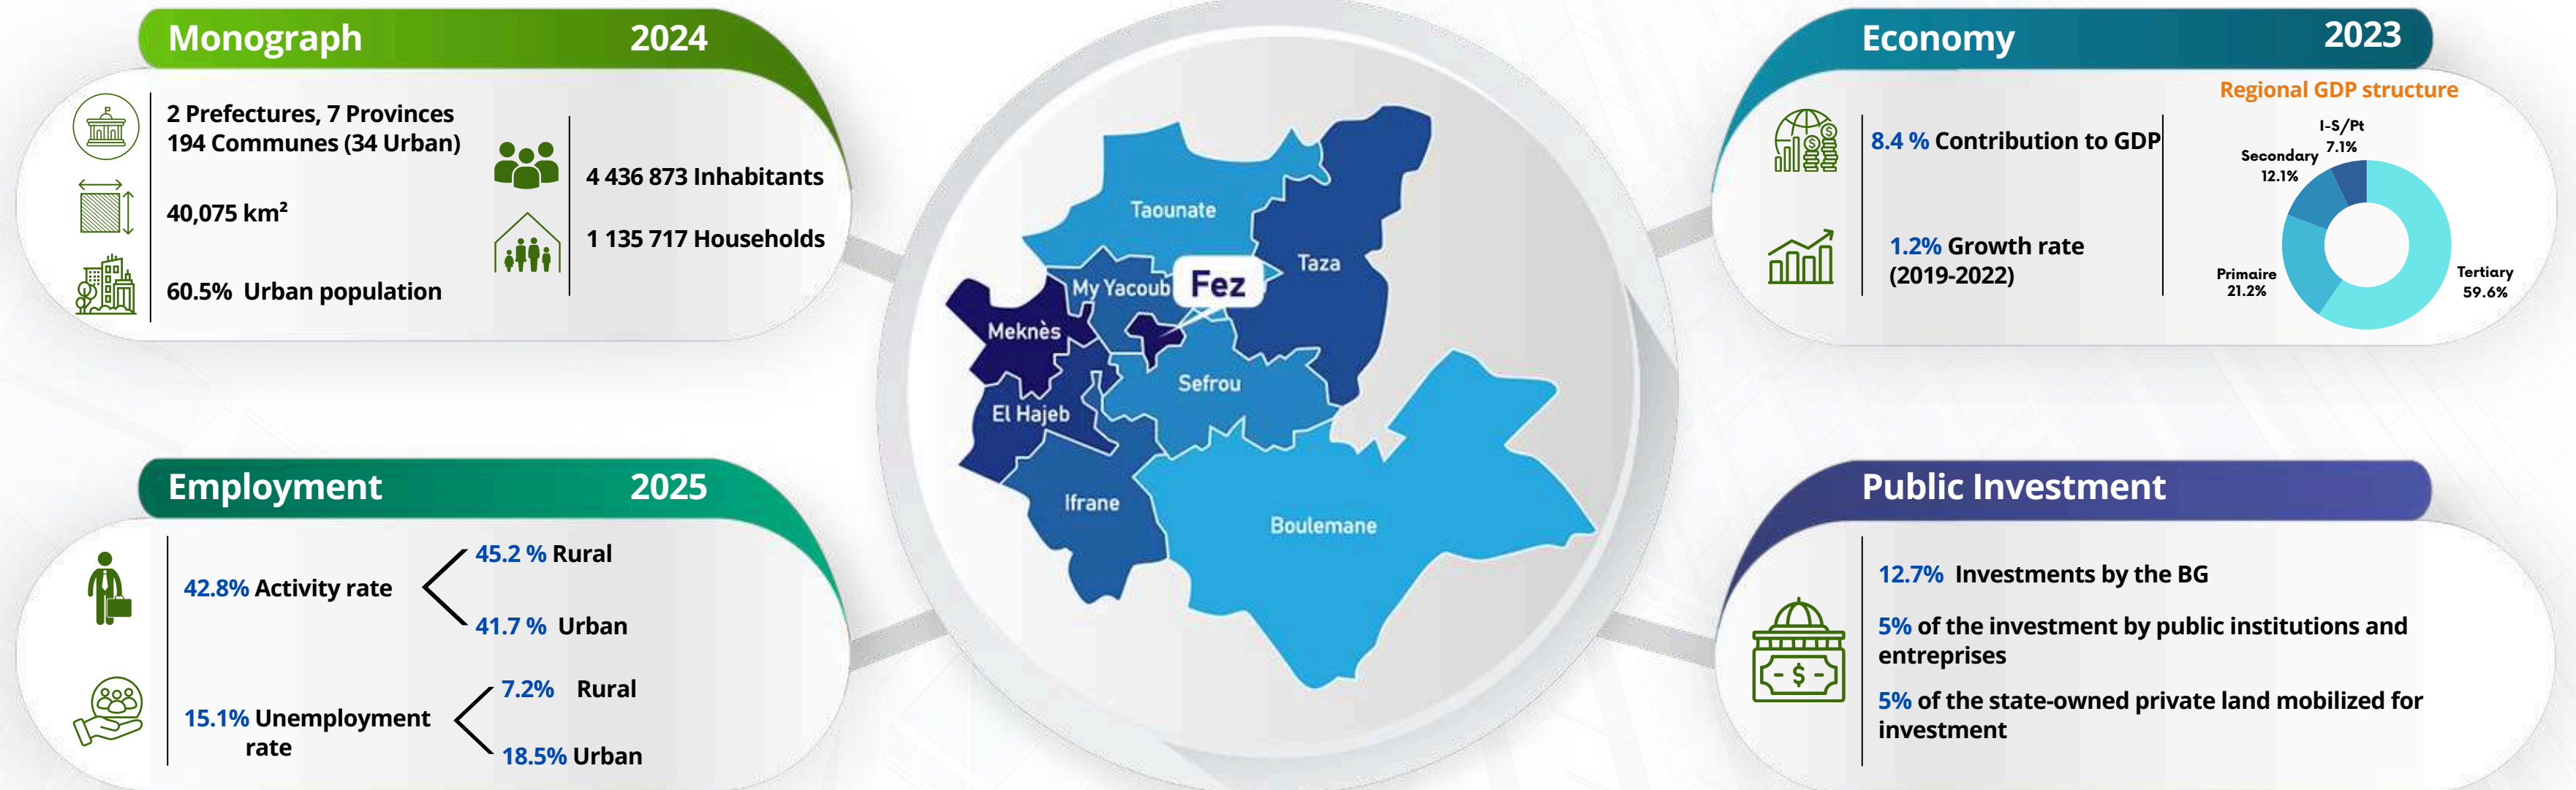 Monograph 2024
2 Prefectures, 7 Provinces
194 Communes (34 Urban)
40,075 km²
60.5% Urban population
4 436 873 Inhabitants
1 135 717 Households
Employment 2025
42.8% Activity rate
45.2 % Rural
41.7 % Urban
15.1% Unemployment
rate
7.2% Rural
18.5% Urban
Taounate
Taza
My Yacoub
Fez
Meknès
Sefrou
El Hajeb
Ifrane
Boulemane
Economy 2023
8.4 % Contribution to GDP
1.2% Growth rate
(2019-2022)
Regional GDP structure
I-S/Pt
7.1%
Secondary
12.1%
Primaire
21.2%
Tertiary
59.6%
Public Investment
12.7% Investments by the BG
5% of the investment by public institutions and
entreprises
5% of the state-owned private land mobilized for
investment